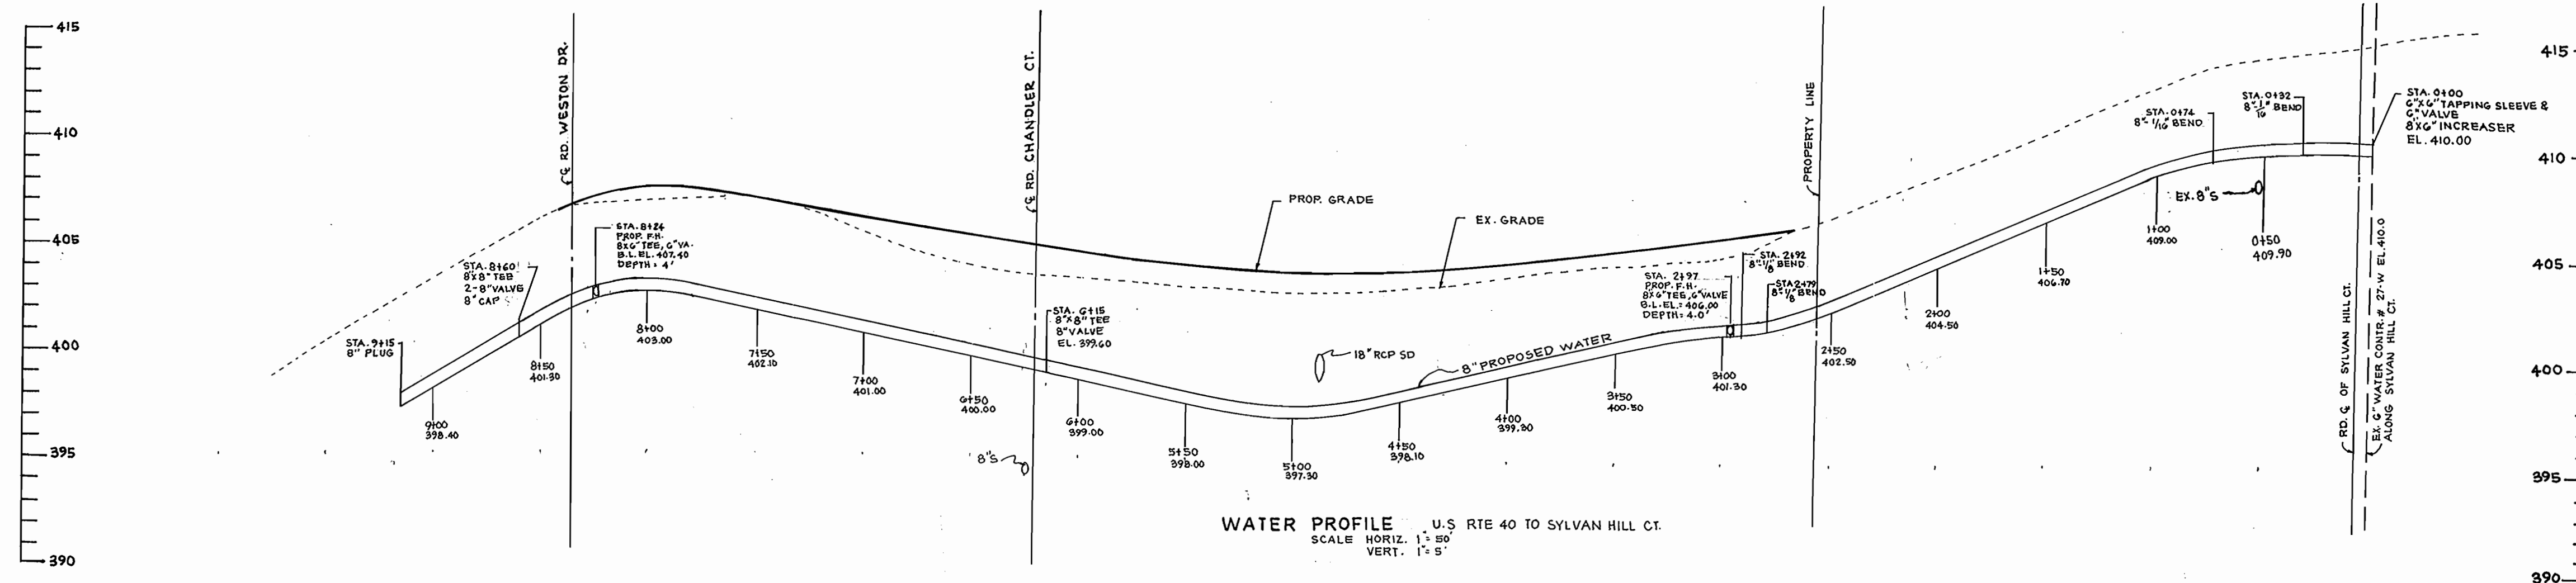 415
410
405
400
395
390
℄ RD. WESTON DR.
℄ RD. CHANDLER CT.
PROPERTY LINE
RD. ℄ OF SYLVAN HILL CT.
EX. 6" WATER CONTR.# 27-W EL.410.0
ALONG SYLVAN HILL CT.
STA. 9+15
8" PLUG
STA. 8+60
8"X8" TEE
2-8" VALVE
8" CAP
STA. 8+24
PROP. F.H.
8X6" TEE, 6" VA.
B.L. EL. 407.40
DEPTH = 4'
STA. 6+15
8"X8" TEE
8" VALVE
EL. 399.60
PROP. GRADE
EX. GRADE
18" RCP SD
8" PROPOSED WATER
8"S
STA. 2+97
PROP. F.H.
8X6" TEE, 6" VALVE
B.L. EL.= 406.00
DEPTH= 4.0'
STA. 2+92
8"-1/8 BEND
STA 2+79
8"-1/8 BEND
STA. 0+74
8"-1/16" BEND
STA. 0+32
8"-1/16" BEND
STA. 0+00
6"X6" TAPPING SLEEVE &
6" VALVE
8X6" INCREASER
EL. 410.00
EX. 8"S
9+00
398.40
8+50
401.30
8+00
403.00
7+50
402.10
7+00
401.00
6+50
400.00
6+00
399.00
5+50
398.00
5+00
397.30
4+50
398.10
4+00
399.30
3+50
400.50
3+00
401.30
2+50
402.50
2+00
404.50
1+50
406.70
1+00
409.00
0+50
409.90
415
410
405
400
395
390
WATER PROFILE U.S RTE 40 TO SYLVAN HILL CT.
SCALE HORIZ. 1"= 50'
VERT. 1"= 5'